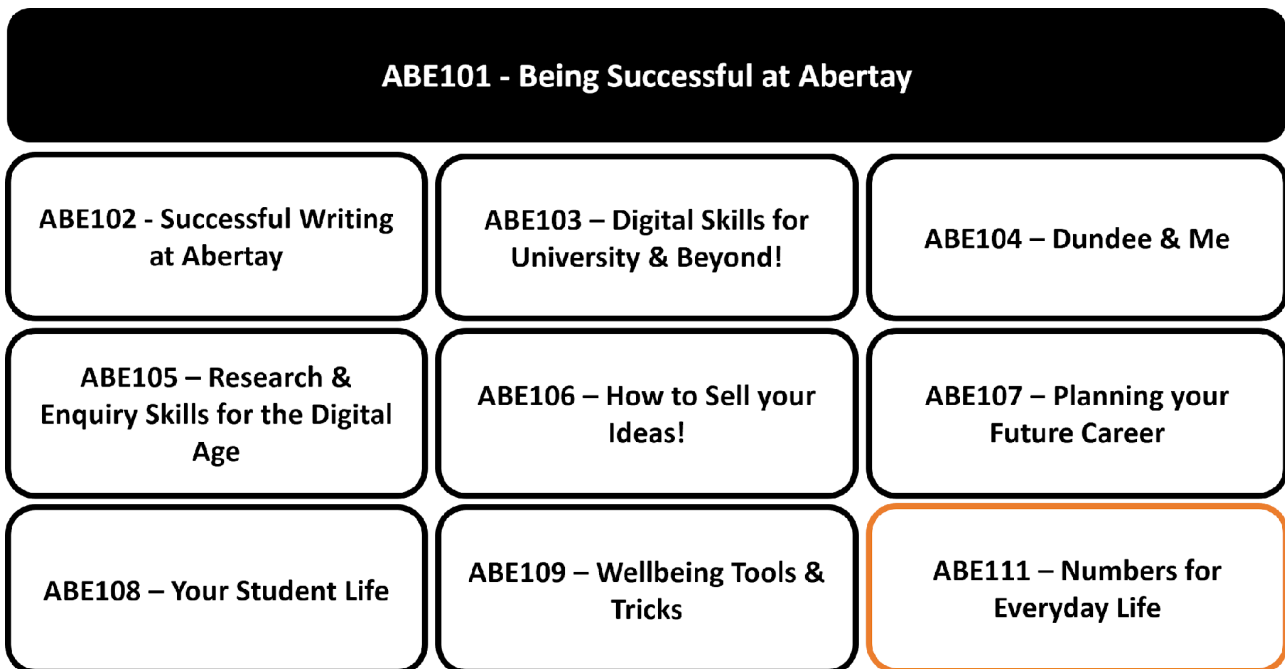 ABE101 - Being Successful at Abertay
ABE102 - Successful Writing
at Abertay
ABE103 – Digital Skills for
University & Beyond!
ABE104 – Dundee & Me
ABE105 – Research &
Enquiry Skills for the Digital
Age
ABE106 – How to Sell your
Ideas!
ABE107 – Planning your
Future Career
ABE108 – Your Student Life
ABE109 – Wellbeing Tools &
Tricks
ABE111 – Numbers for
Everyday Life